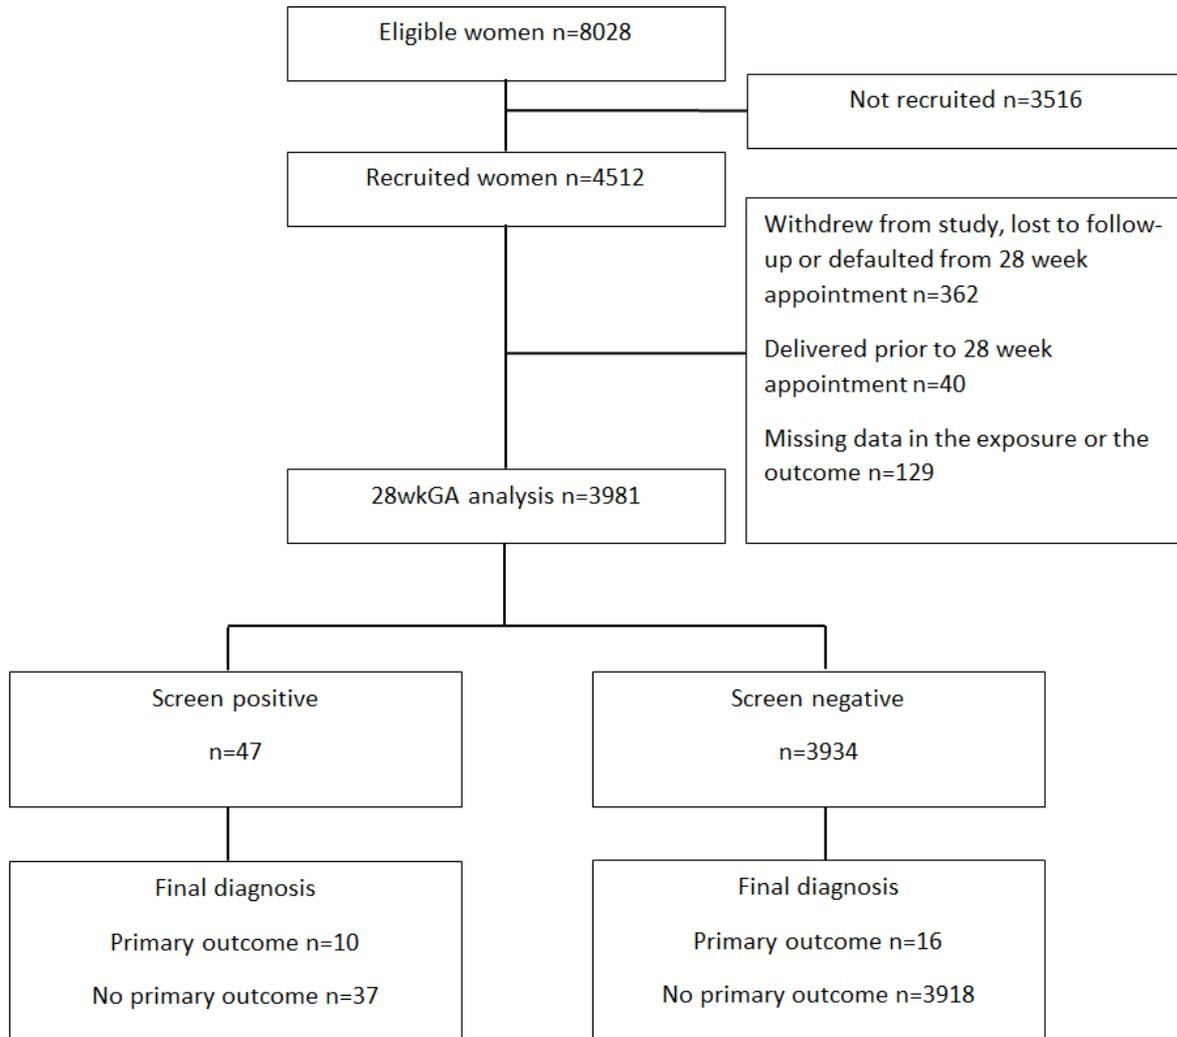 Eligible women n=8028
Not recruited n=3516
Recruited women n=4512
Withdrew from study, lost to follow-
up or defaulted from 28 week
appointment n=362
Delivered prior to 28 week
appointment n=40
Missing data in the exposure or the
outcome n=129
28wkGA analysis n=3981
Screen positive
n=47
Screen negative
n=3934
Final diagnosis
Primary outcome n=10
No primary outcome n=37
Final diagnosis
Primary outcome n=16
No primary outcome n=3918